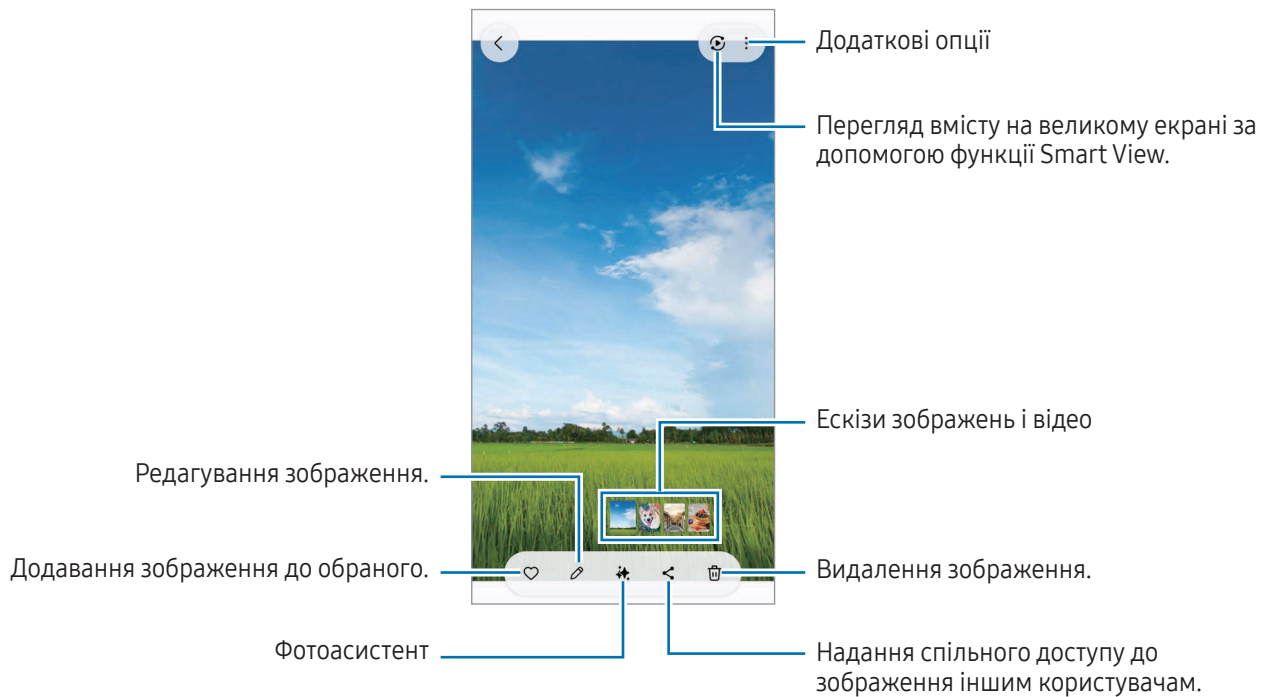 Додаткові опції
Перегляд вмісту на великому екрані за
допомогою функції Smart View.
Ескізи зображень і відео
Редагування зображення.
Додавання зображення до обраного.
Видалення зображення.
Фотоасистент
Надання спільного доступу до
зображення іншим користувачам.